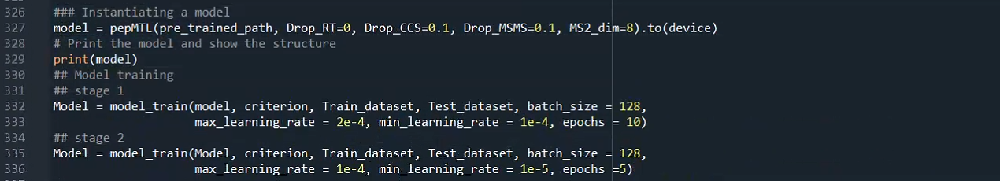 326 ### Instantiating a model
327 model = pepMTL(pre_trained_path, Drop_RT=0, Drop_CCS=0.1, Drop_MSMS=0.1, MS2_dim=8).to(device)
328 # Print the model and show the structure
329 print(model)
330 ## Model training
331 ## stage 1
332 Model = model_train(model, criterion, Train_dataset, Test_dataset, batch_size = 128,
333 max_learning_rate = 2e-4, min_learning_rate = 1e-4, epochs = 10)
334 ## stage 2
335 Model = model_train(Model, criterion, Train_dataset, Test_dataset, batch_size = 128,
336 max_learning_rate = 1e-4, min_learning_rate = 1e-5, epochs =5)